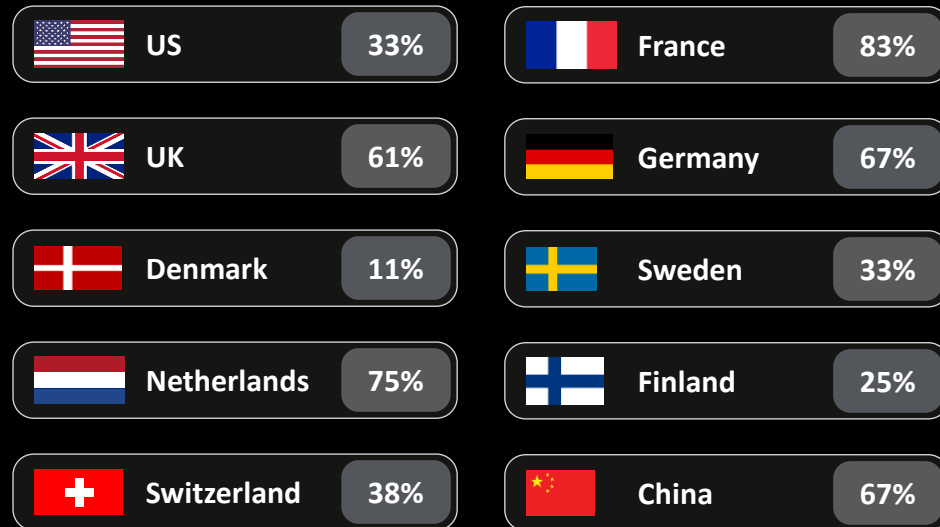 US 33%
France 83%
UK 61%
Germany 67%
Denmark 11%
Sweden 33%
Netherlands 75%
Finland 25%
Switzerland 38%
China 67%